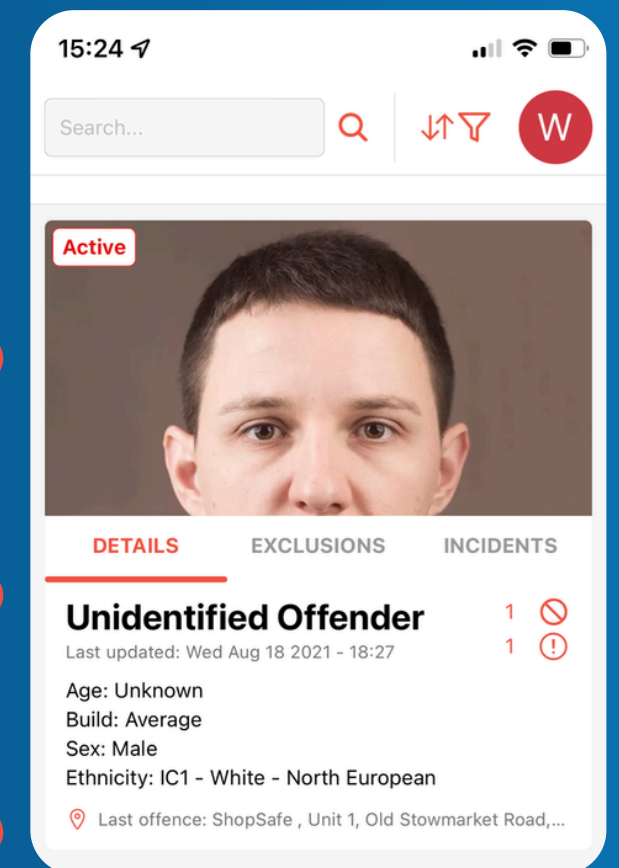 15:24
Search...
W
Active
DETAILS EXCLUSIONS INCIDENTS
Unidentified Offender 1
Last updated: Wed Aug 18 2021 - 18:27 1
Age: Unknown
Build: Average
Sex: Male
Ethnicity: IC1 - White - North European
Last offence: ShopSafe , Unit 1, Old Stowmarket Road,...